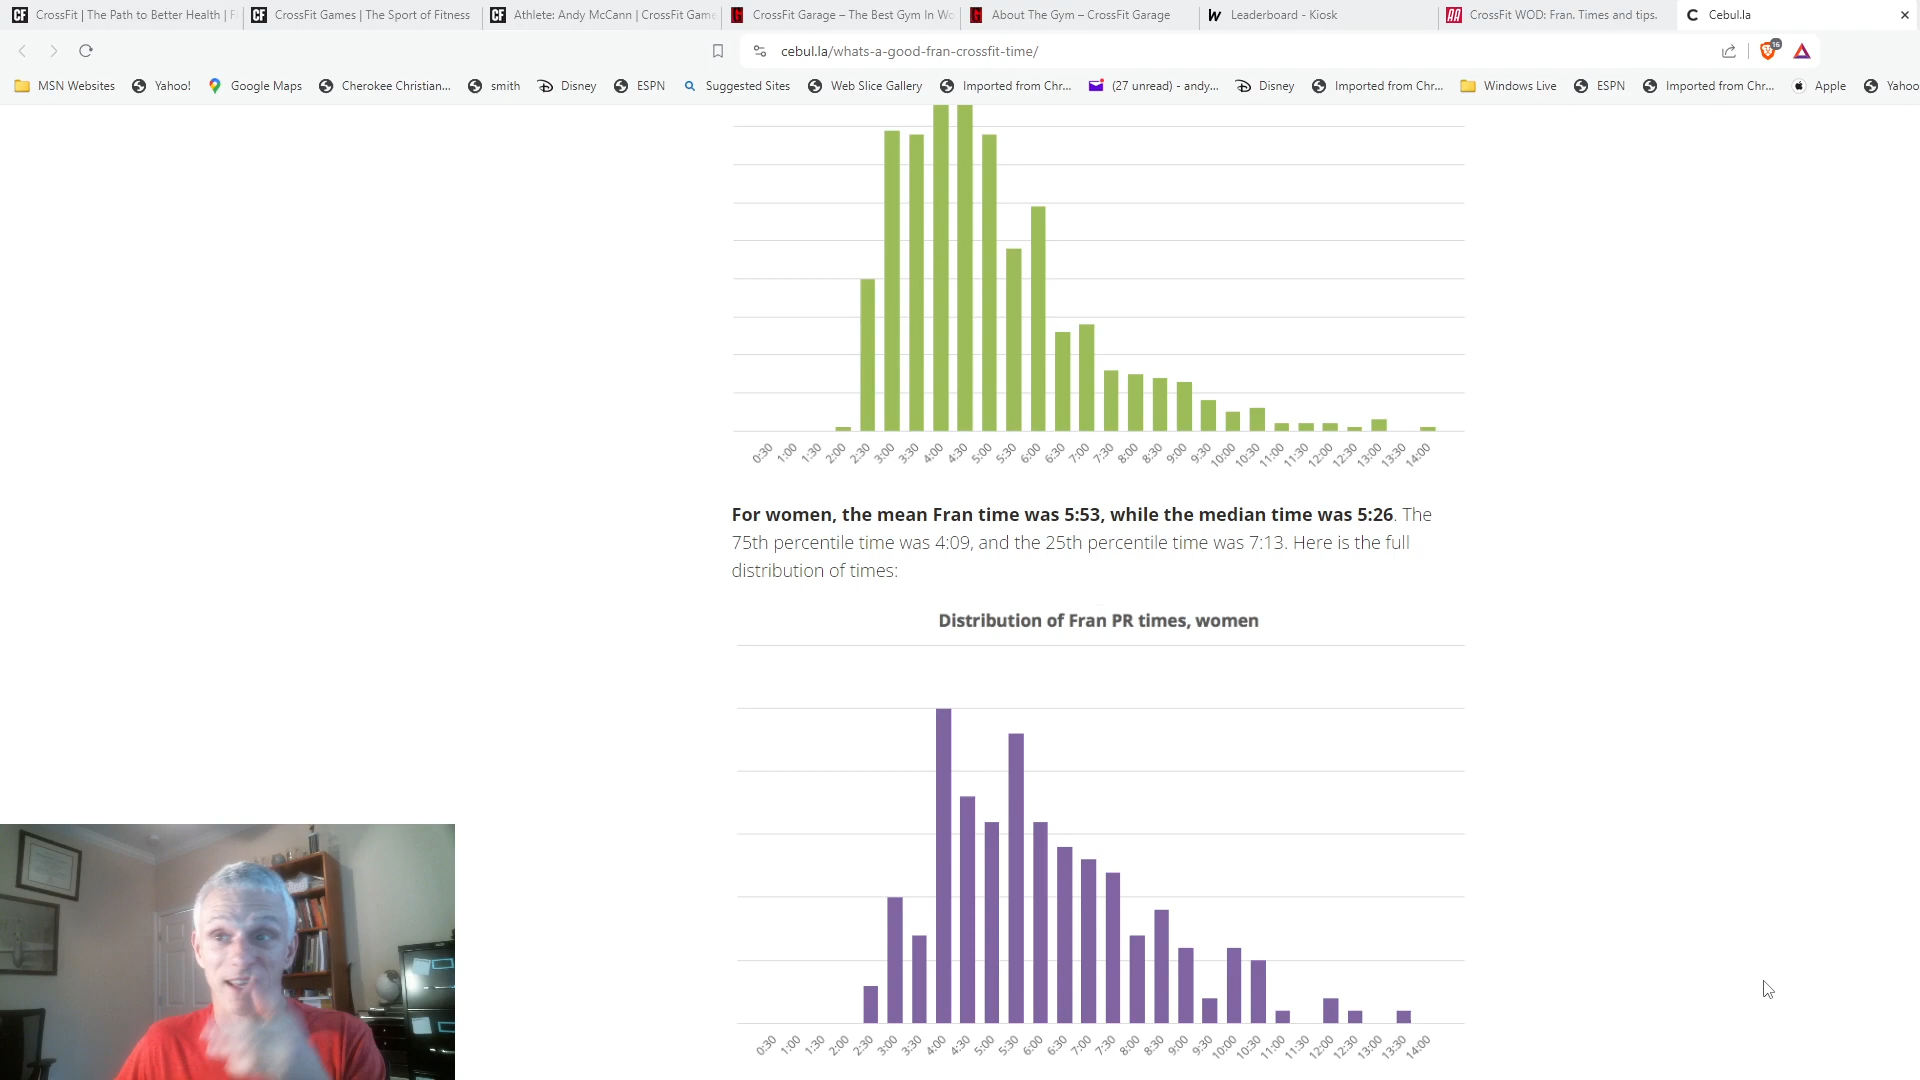 CrossFit | The Path to Better Health | F
CrossFit Games | The Sport of Fitness
Athlete: Andy McCann | CrossFit Game
CrossFit Garage – The Best Gym In Wo
About The Gym – CrossFit Garage
Leaderboard - Kiosk
CrossFit WOD: Fran. Times and tips.
Cebul.la
cebul.la/whats-a-good-fran-crossfit-time/
16
MSN Websites
Yahoo!
Google Maps
Cherokee Christian...
smith
Disney
ESPN
Suggested Sites
Web Slice Gallery
Imported from Chr...
(27 unread) - andy...
Disney
Imported from Chr...
Windows Live
ESPN
Imported from Chr...
Apple
Yahoo
0:30 1:00 1:30 2:00 2:30 3:00 3:30 4:00 4:30 5:00 5:30 6:00 6:30 7:00 7:30 8:00 8:30 9:00 9:30 10:00 10:30 11:00 11:30 12:00 12:30 13:00 13:30 14:00
For women, the mean Fran time was 5:53, while the median time was 5:26. The
75th percentile time was 4:09, and the 25th percentile time was 7:13. Here is the full
distribution of times:
Distribution of Fran PR times, women
0:30 1:00 1:30 2:00 2:30 3:00 3:30 4:00 4:30 5:00 5:30 6:00 6:30 7:00 7:30 8:00 8:30 9:00 9:30 10:00 10:30 11:00 11:30 12:00 12:30 13:00 13:30 14:00